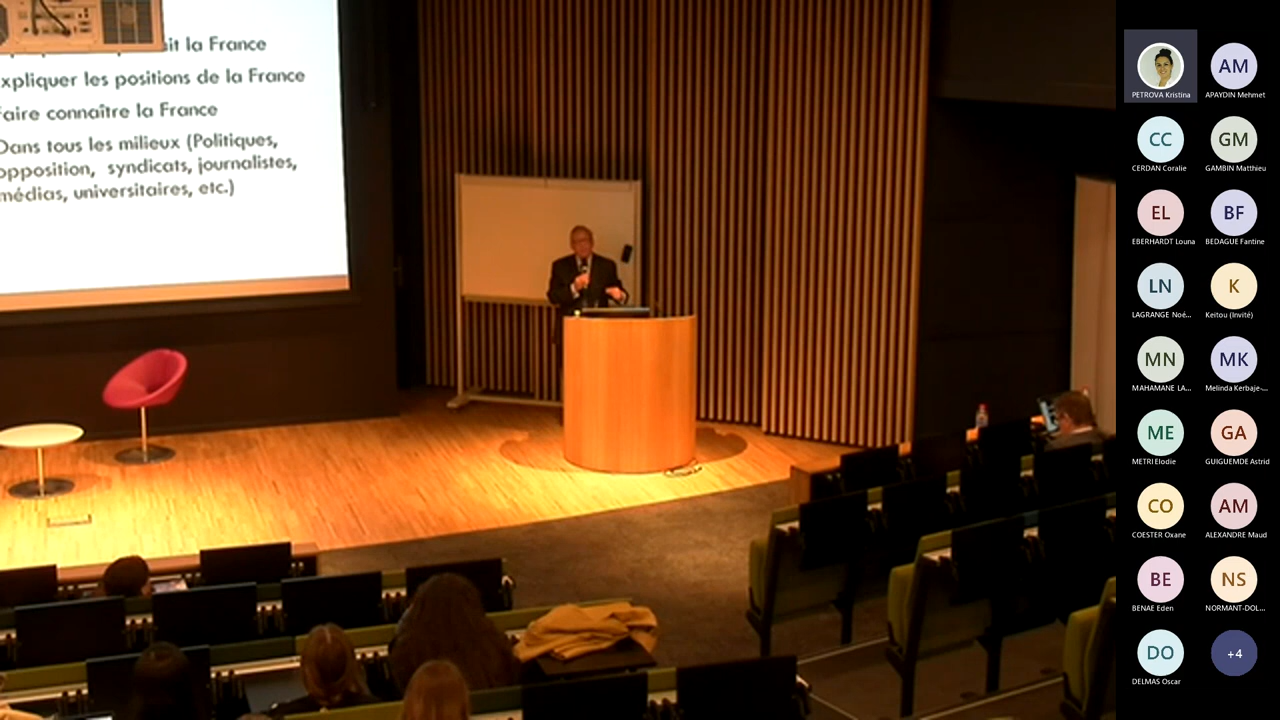 it la France
xpliquer les positions de la France
aire connaître la France
Dans tous les milieux (Politiques,
opposition, syndicats, journalistes,
médias, universitaires, etc.)
PETROVA Kristina
AM
APAYDIN Mehmet
CC
CERDAN Coralie
GM
GAMBIN Matthieu
EL
EBERHARDT Louna
BF
BEDAGUE Fantine
LN
LAGRANGE Noé...
K
Keitou (Invité)
MN
MAHAMANE LA...
MK
Melinda Kerbaje-...
ME
METRI Elodie
GA
GUIGUEMDE Astrid
CO
COESTER Oxane
AM
ALEXANDRE Maud
BE
BENAE Eden
NS
NORMANT-DOL...
DO
DELMAS Oscar
+4